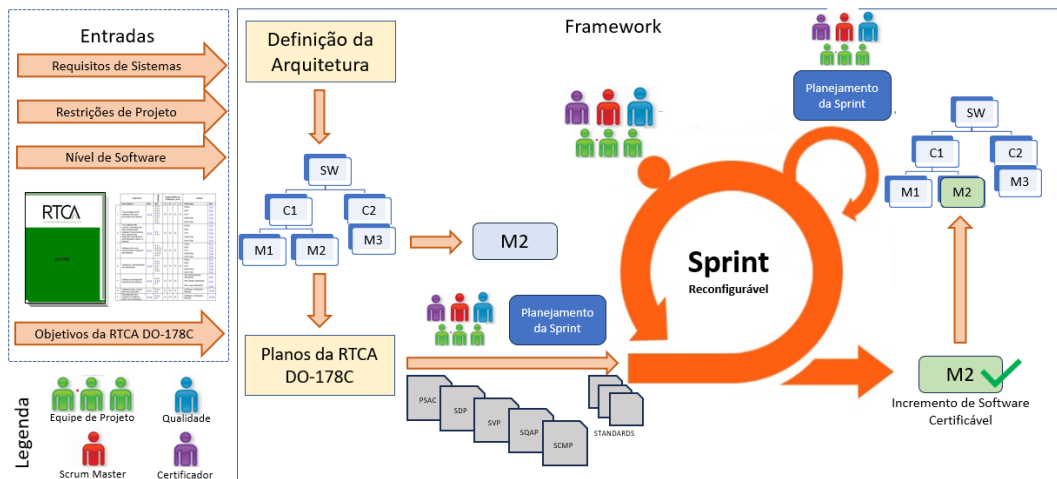 Entradas
Requisitos de Sistemas
Restrições de Projeto
Nível de Software
RTCA
Objetivos da RTCA DO-178C
Legenda
Equipe de Projeto
Qualidade
Scrum Master
Certificador
Framework
Definição da
Arquitetura
SW
C1
C2
M1
M2
M3
M2
Planos da RTCA
DO-178C
Planejamento
da Sprint
PSAC
SDP
SVP
SQAP
SCMP
STANDARDS
Sprint
Reconfigurável
Planejamento
da Sprint
SW
C1
C2
M1
M2
M3
M2
Incremento de Software
Certificável